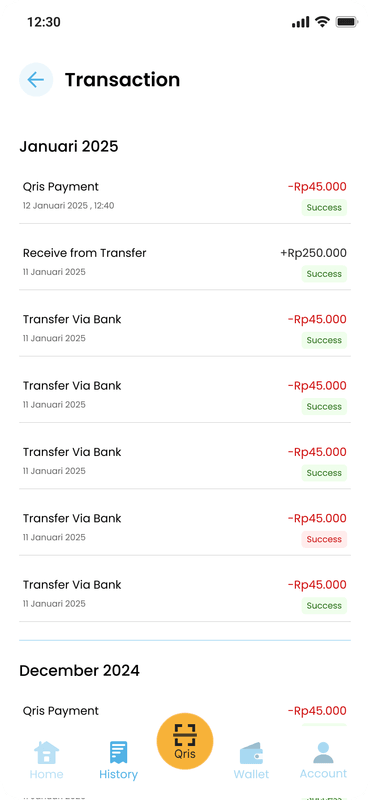 12:30
Transaction
Januari 2025
Qris Payment -Rp45.000
12 Januari 2025 , 12:40 Success
Receive from Transfer +Rp250.000
11 Januari 2025 Success
Transfer Via Bank -Rp45.000
11 Januari 2025 Success
Transfer Via Bank -Rp45.000
11 Januari 2025 Success
Transfer Via Bank -Rp45.000
11 Januari 2025 Success
Transfer Via Bank -Rp45.000
11 Januari 2025 Success
Transfer Via Bank -Rp45.000
11 Januari 2025 Success
December 2024
Qris Payment -Rp45.000
Qris
Home History Wallet Account